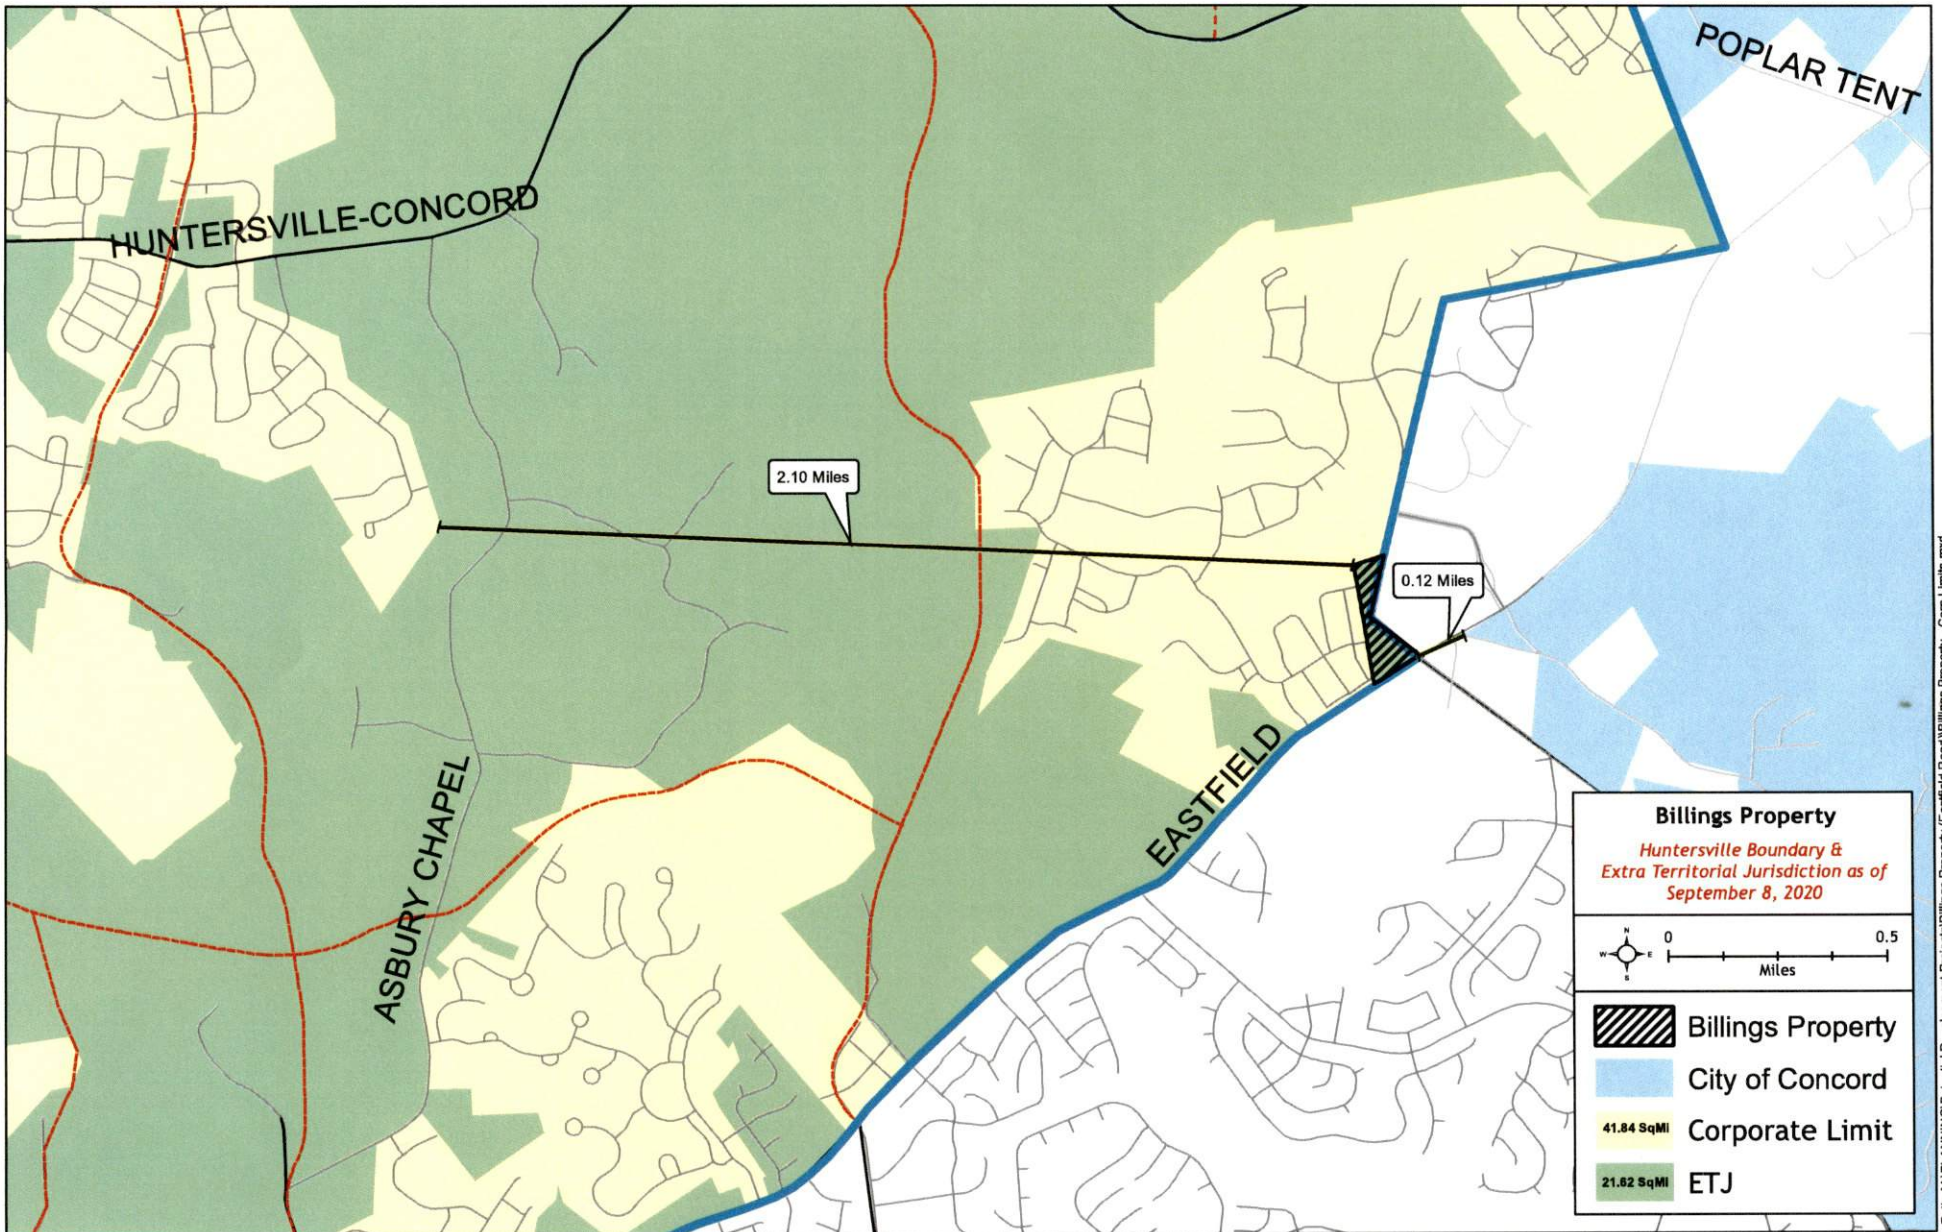 POPLAR TENT
HUNTERSVILLE-CONCORD
2.10 Miles
0.12 Miles
EASTFIELD
ASBURY CHAPEL
Billings Property
Huntersville Boundary &
Extra Territorial Jurisdiction as of
September 8, 2020
N
W E
S
0 0.5
Miles
Billings Property
City of Concord
41.84 SqMi Corporate Limit
21.62 SqMi ETJ